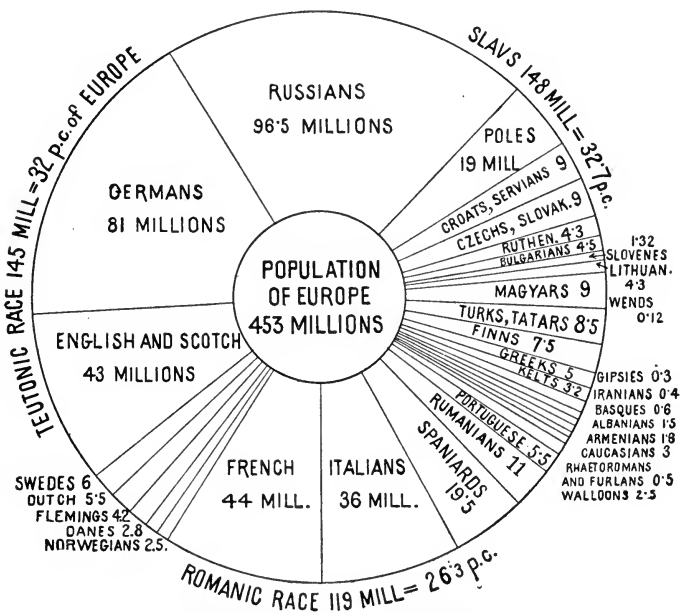 SLAVS 148 MILL = 32·7 p.c.
TEUTONIC RACE 145 MILL = 32 p.c. of EUROPE
ROMANIC RACE 119 MILL = 26·3 p.c.
POPULATION
OF EUROPE
453 MILLIONS
RUSSIANS
96·5 MILLIONS
POLES
19 MILL
CROATS, SERVIANS 9
CZECHS, SLOVAK. 9
RUTHEN. 4·3
BULGARIANS 4·5
1·32
SLOVENES
LITHUAN.
4·3
WENDS
0·12
MAGYARS 9
TURKS, TATARS 8·5
FINNS 7·5
GREEKS 5
KELTS 3·2
GIPSIES 0·3
IRANIANS 0·4
BASQUES 0·6
ALBANIANS 1·5
ARMENIANS 1·8
CAUCASIANS 3
RHAETOROMANS
AND FURLANS 0·5
WALLOONS 2·5
PORTUGUESE 5·5
RUMANIANS 11
SPANIARDS
19·5
ITALIANS
36 MILL.
FRENCH
44 MILL.
NORWEGIANS 2·5.
DANES 2·8
FLEMINGS 4·2
DUTCH 5·5
SWEDES 6
ENGLISH AND SCOTCH
43 MILLIONS
GERMANS
81 MILLIONS